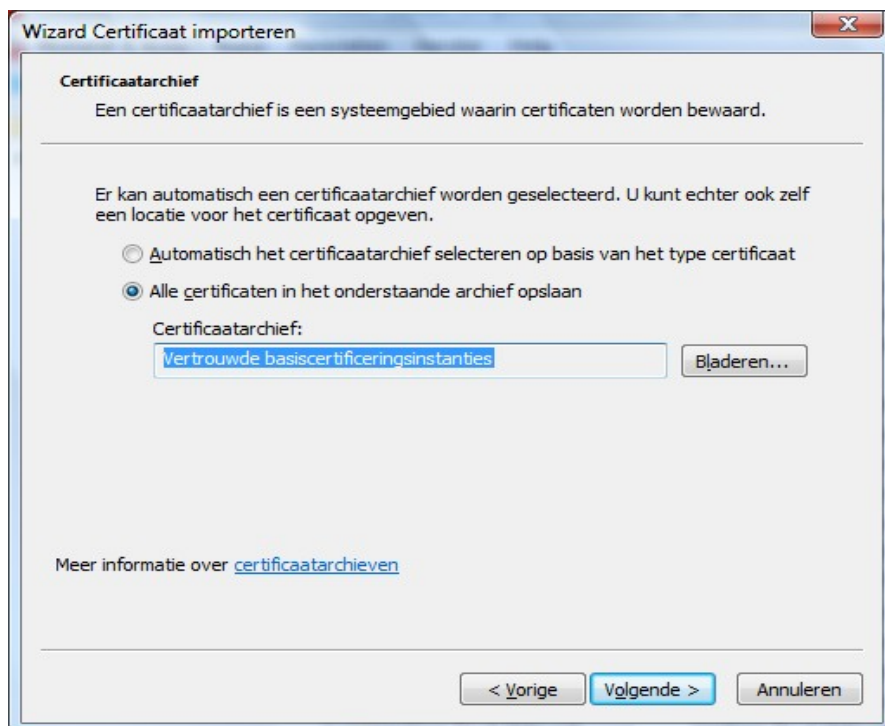 Wizard Certificaat importeren
Certificaatarchief
Een certificaatarchief is een systeemgebied waarin certificaten worden bewaard.
Er kan automatisch een certificaatarchief worden geselecteerd. U kunt echter ook zelf
een locatie voor het certificaat opgeven.
Automatisch het certificaatarchief selecteren op basis van het type certificaat
Alle certificaten in het onderstaande archief opslaan
Certificaatarchief:
Vertrouwde basiscertificeringsinstanties
Bladeren...
Meer informatie over certificaatarchieven
< Vorige
Volgende >
Annuleren